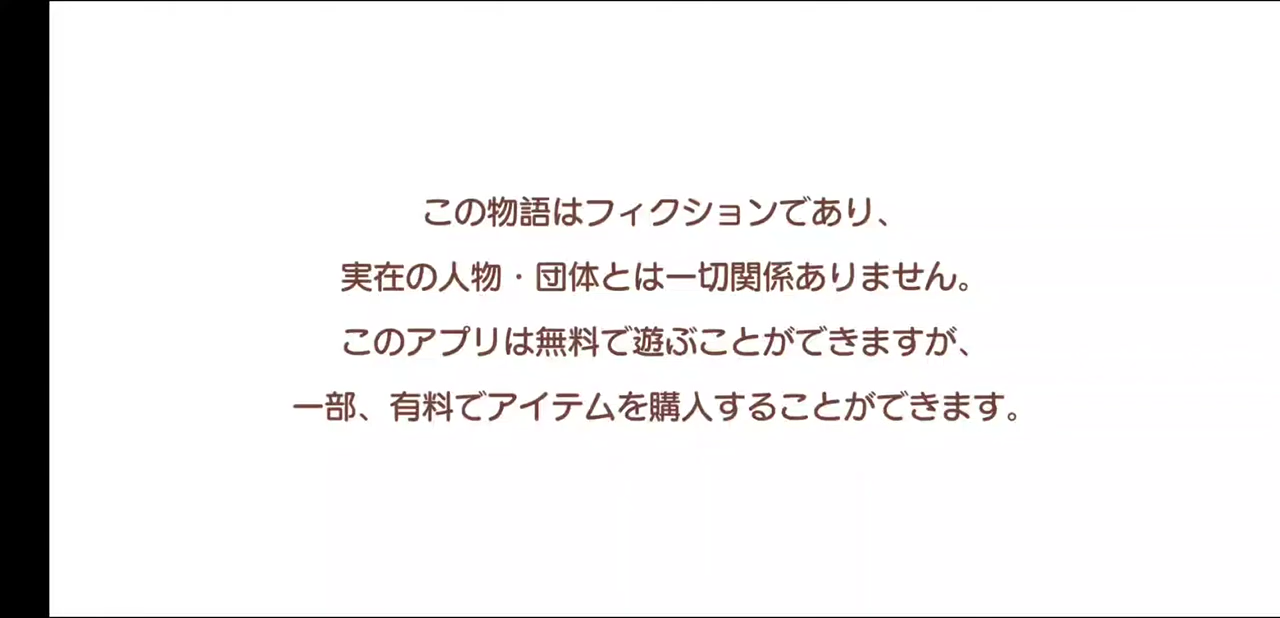 この物語はフィクションであり、
実在の人物・団体とは一切関係ありません。
このアプリは無料で遊ぶことができますが、
一部、有料でアイテムを購入することができます。